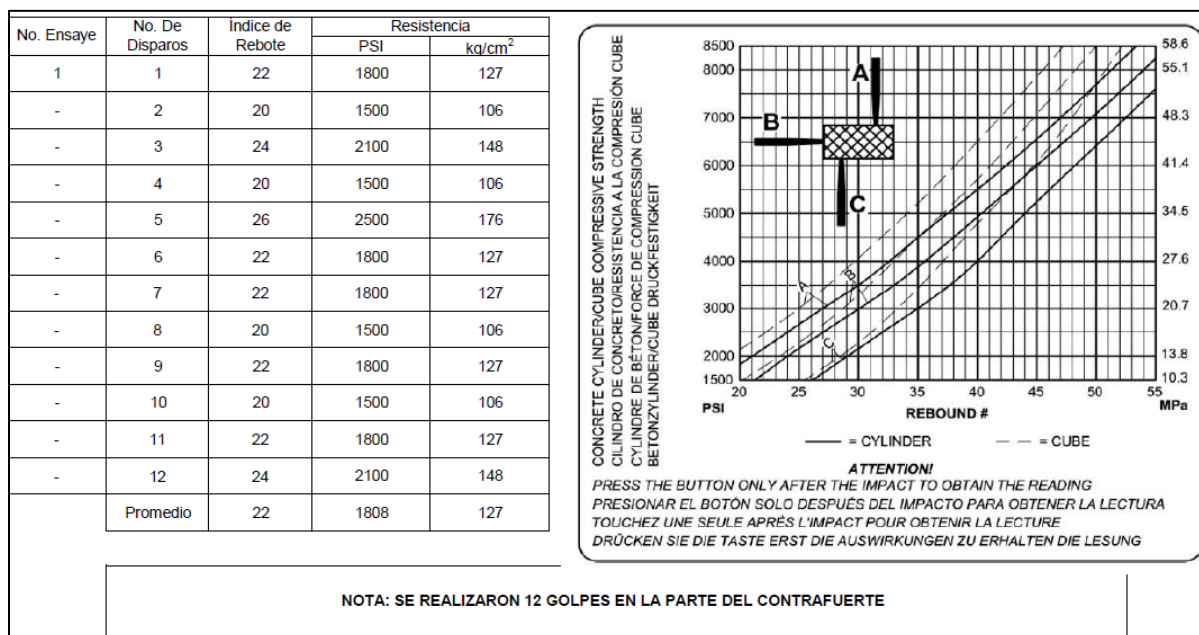 No. Ensaye No. De Disparos Índice de Rebote Resistencia
PSI kg/cm²
1 1 22 1800 127
- 2 20 1500 106
- 3 24 2100 148
- 4 20 1500 106
- 5 26 2500 176
- 6 22 1800 127
- 7 22 1800 127
- 8 20 1500 106
- 9 22 1800 127
- 10 20 1500 106
- 11 22 1800 127
- 12 24 2100 148
Promedio 22 1808 127
CONCRETE CYLINDER/CUBE COMPRESSIVE STRENGTH
CILINDRO DE CONCRETO/RESISTENCIA A LA COMPRESIÓN CUBE
CYLINDRE DE BÉTON/FORCE DE COMPRESSION CUBE
BETONZYLINDER/CUBE DRUCKFESTIGKEIT
8500 58.6
8000 55.1
7000 48.3
6000 41.4
5000 34.5
4000 27.6
3000 20.7
2000 13.8
1500 10.3
A
B
C
A B C
20 25 30 35 40 45 50 55
PSI REBOUND # MPa
= CYLINDER = CUBE
ATTENTION!
PRESS THE BUTTON ONLY AFTER THE IMPACT TO OBTAIN THE READING
PRESIONAR EL BOTÓN SOLO DESPUÉS DEL IMPACTO PARA OBTENER LA LECTURA
TOUCHEZ UNE SEULE APRÈS L'IMPACT POUR OBTENIR LA LECTURE
DRÜCKEN SIE DIE TASTE ERST DIE AUSWIRKUNGEN ZU ERHALTEN DIE LESUNG
NOTA: SE REALIZARON 12 GOLPES EN LA PARTE DEL CONTRAFUERTE